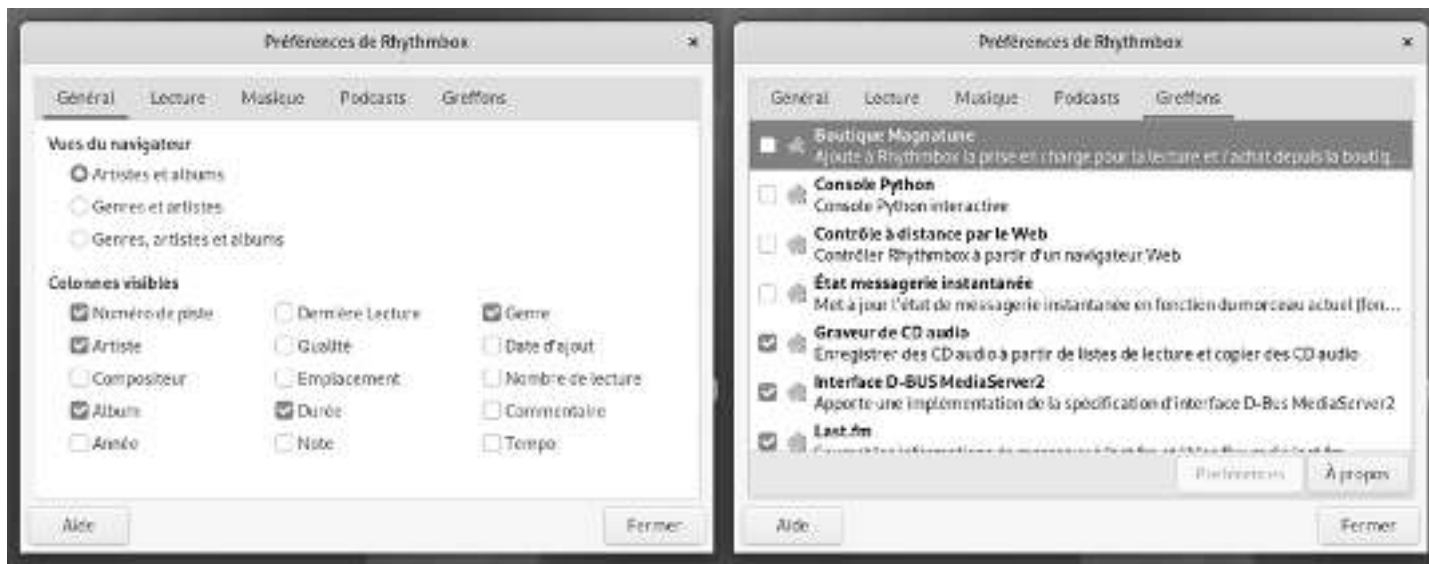 Préférences de Rhythmbox
Général Lecture Musique Podcasts Greffons
Vues du navigateur
Artistes et albums
Genres et artistes
Genres, artistes et albums
Colonnes visibles
Numéro de piste Dernière Lecture Genre
Artiste Qualité Date d'ajout
Compositeur Emplacement Nombre de lecture
Album Durée Commentaire
Année Note Tempo
Aide Fermer
Préférences de Rhythmbox
Général Lecture Musique Podcasts Greffons
Boutique Magnatune
Ajoute à Rhythmbox la prise en charge pour la lecture et l'achat depuis la boutiq...
Console Python
Console Python interactive
Contrôle à distance par le Web
Contrôler Rhythmbox à partir d'un navigateur Web
État messagerie instantanée
Met à jour l'état de messagerie instantanée en fonction du morceau actuel (fon...
Graveur de CD audio
Enregistrer des CD audio à partir de listes de lecture et copier des CD audio
Interface D-BUS MediaServer2
Apporte une implémentation de la spécification d'interface D-Bus MediaServer2
Last.fm
Préférences À propos
Aide Fermer